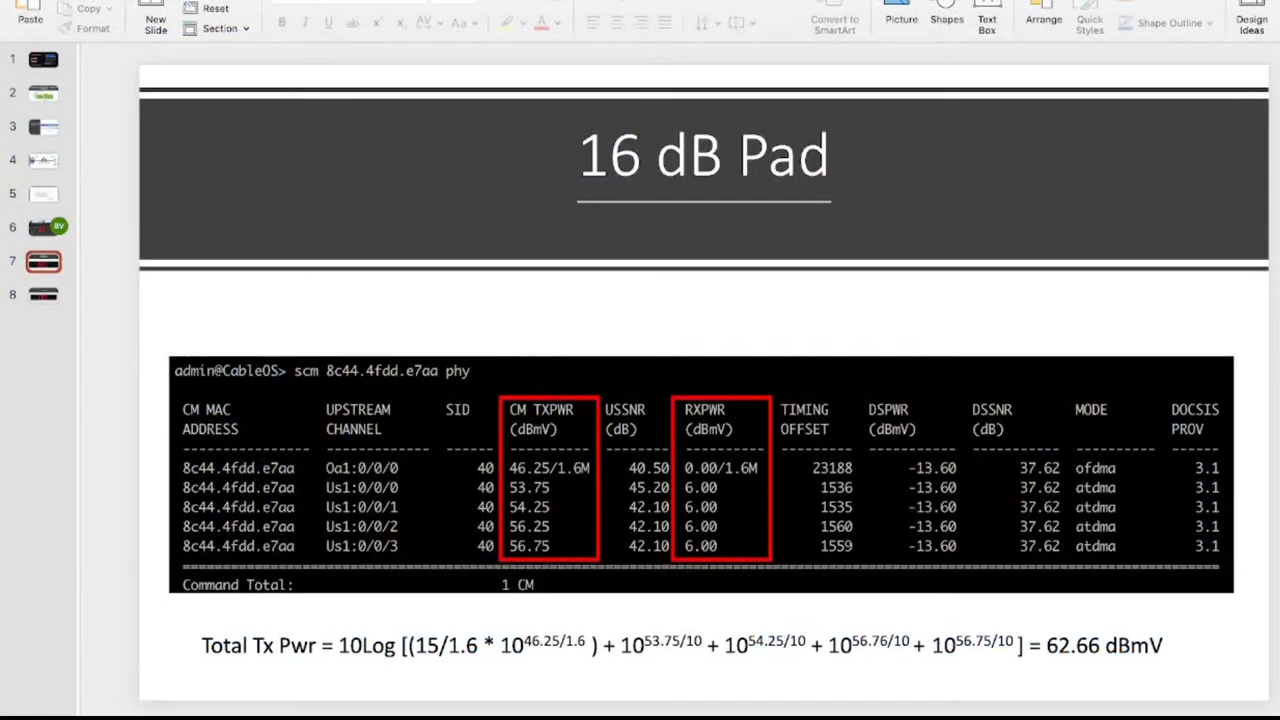 Paste
Copy
Format
New
Slide
Reset
Section
B I U ab x² x₂ AV Aa A
Convert to
SmartArt
Picture
Shapes
Text
Box
Arrange
Quick
Styles
Shape Outline
Design
Ideas
1
2
3
4
5
6
BV
7
8
16 dB Pad
admin@CableOS> scm 8c44.4fdd.e7aa phy
CM MAC UPSTREAM SID CM TXPWR USSNR RXPWR TIMING DSPWR DSSNR MODE DOCSIS
ADDRESS CHANNEL (dBmV) (dB) (dBmV) OFFSET (dBmV) (dB) PROV
8c44.4fdd.e7aa Oa1:0/0/0 40 46.25/1.6M 40.50 0.00/1.6M 23188 -13.60 37.62 ofdma 3.1
8c44.4fdd.e7aa Us1:0/0/0 40 53.75 45.20 6.00 1536 -13.60 37.62 atdma 3.1
8c44.4fdd.e7aa Us1:0/0/1 40 54.25 42.10 6.00 1535 -13.60 37.62 atdma 3.1
8c44.4fdd.e7aa Us1:0/0/2 40 56.25 42.10 6.00 1560 -13.60 37.62 atdma 3.1
8c44.4fdd.e7aa Us1:0/0/3 40 56.75 42.10 6.00 1559 -13.60 37.62 atdma 3.1
Command Total: 1 CM
Total Tx Pwr = 10Log [(15/1.6 * 10^46.25/1.6 ) + 10^53.75/10 + 10^54.25/10 + 10^56.76/10 + 10^56.75/10 ] = 62.66 dBmV